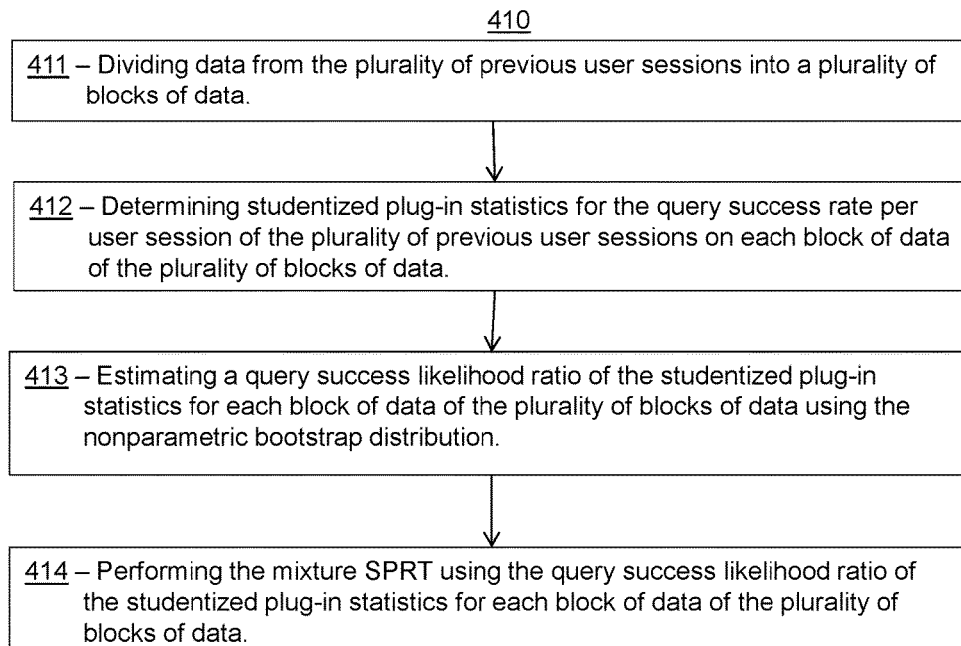 410
411 – Dividing data from the plurality of previous user sessions into a plurality of
blocks of data.
412 – Determining studentized plug-in statistics for the query success rate per
user session of the plurality of previous user sessions on each block of data
of the plurality of blocks of data.
413 – Estimating a query success likelihood ratio of the studentized plug-in
statistics for each block of data of the plurality of blocks of data using the
nonparametric bootstrap distribution.
414 – Performing the mixture SPRT using the query success likelihood ratio of
the studentized plug-in statistics for each block of data of the plurality of
blocks of data.